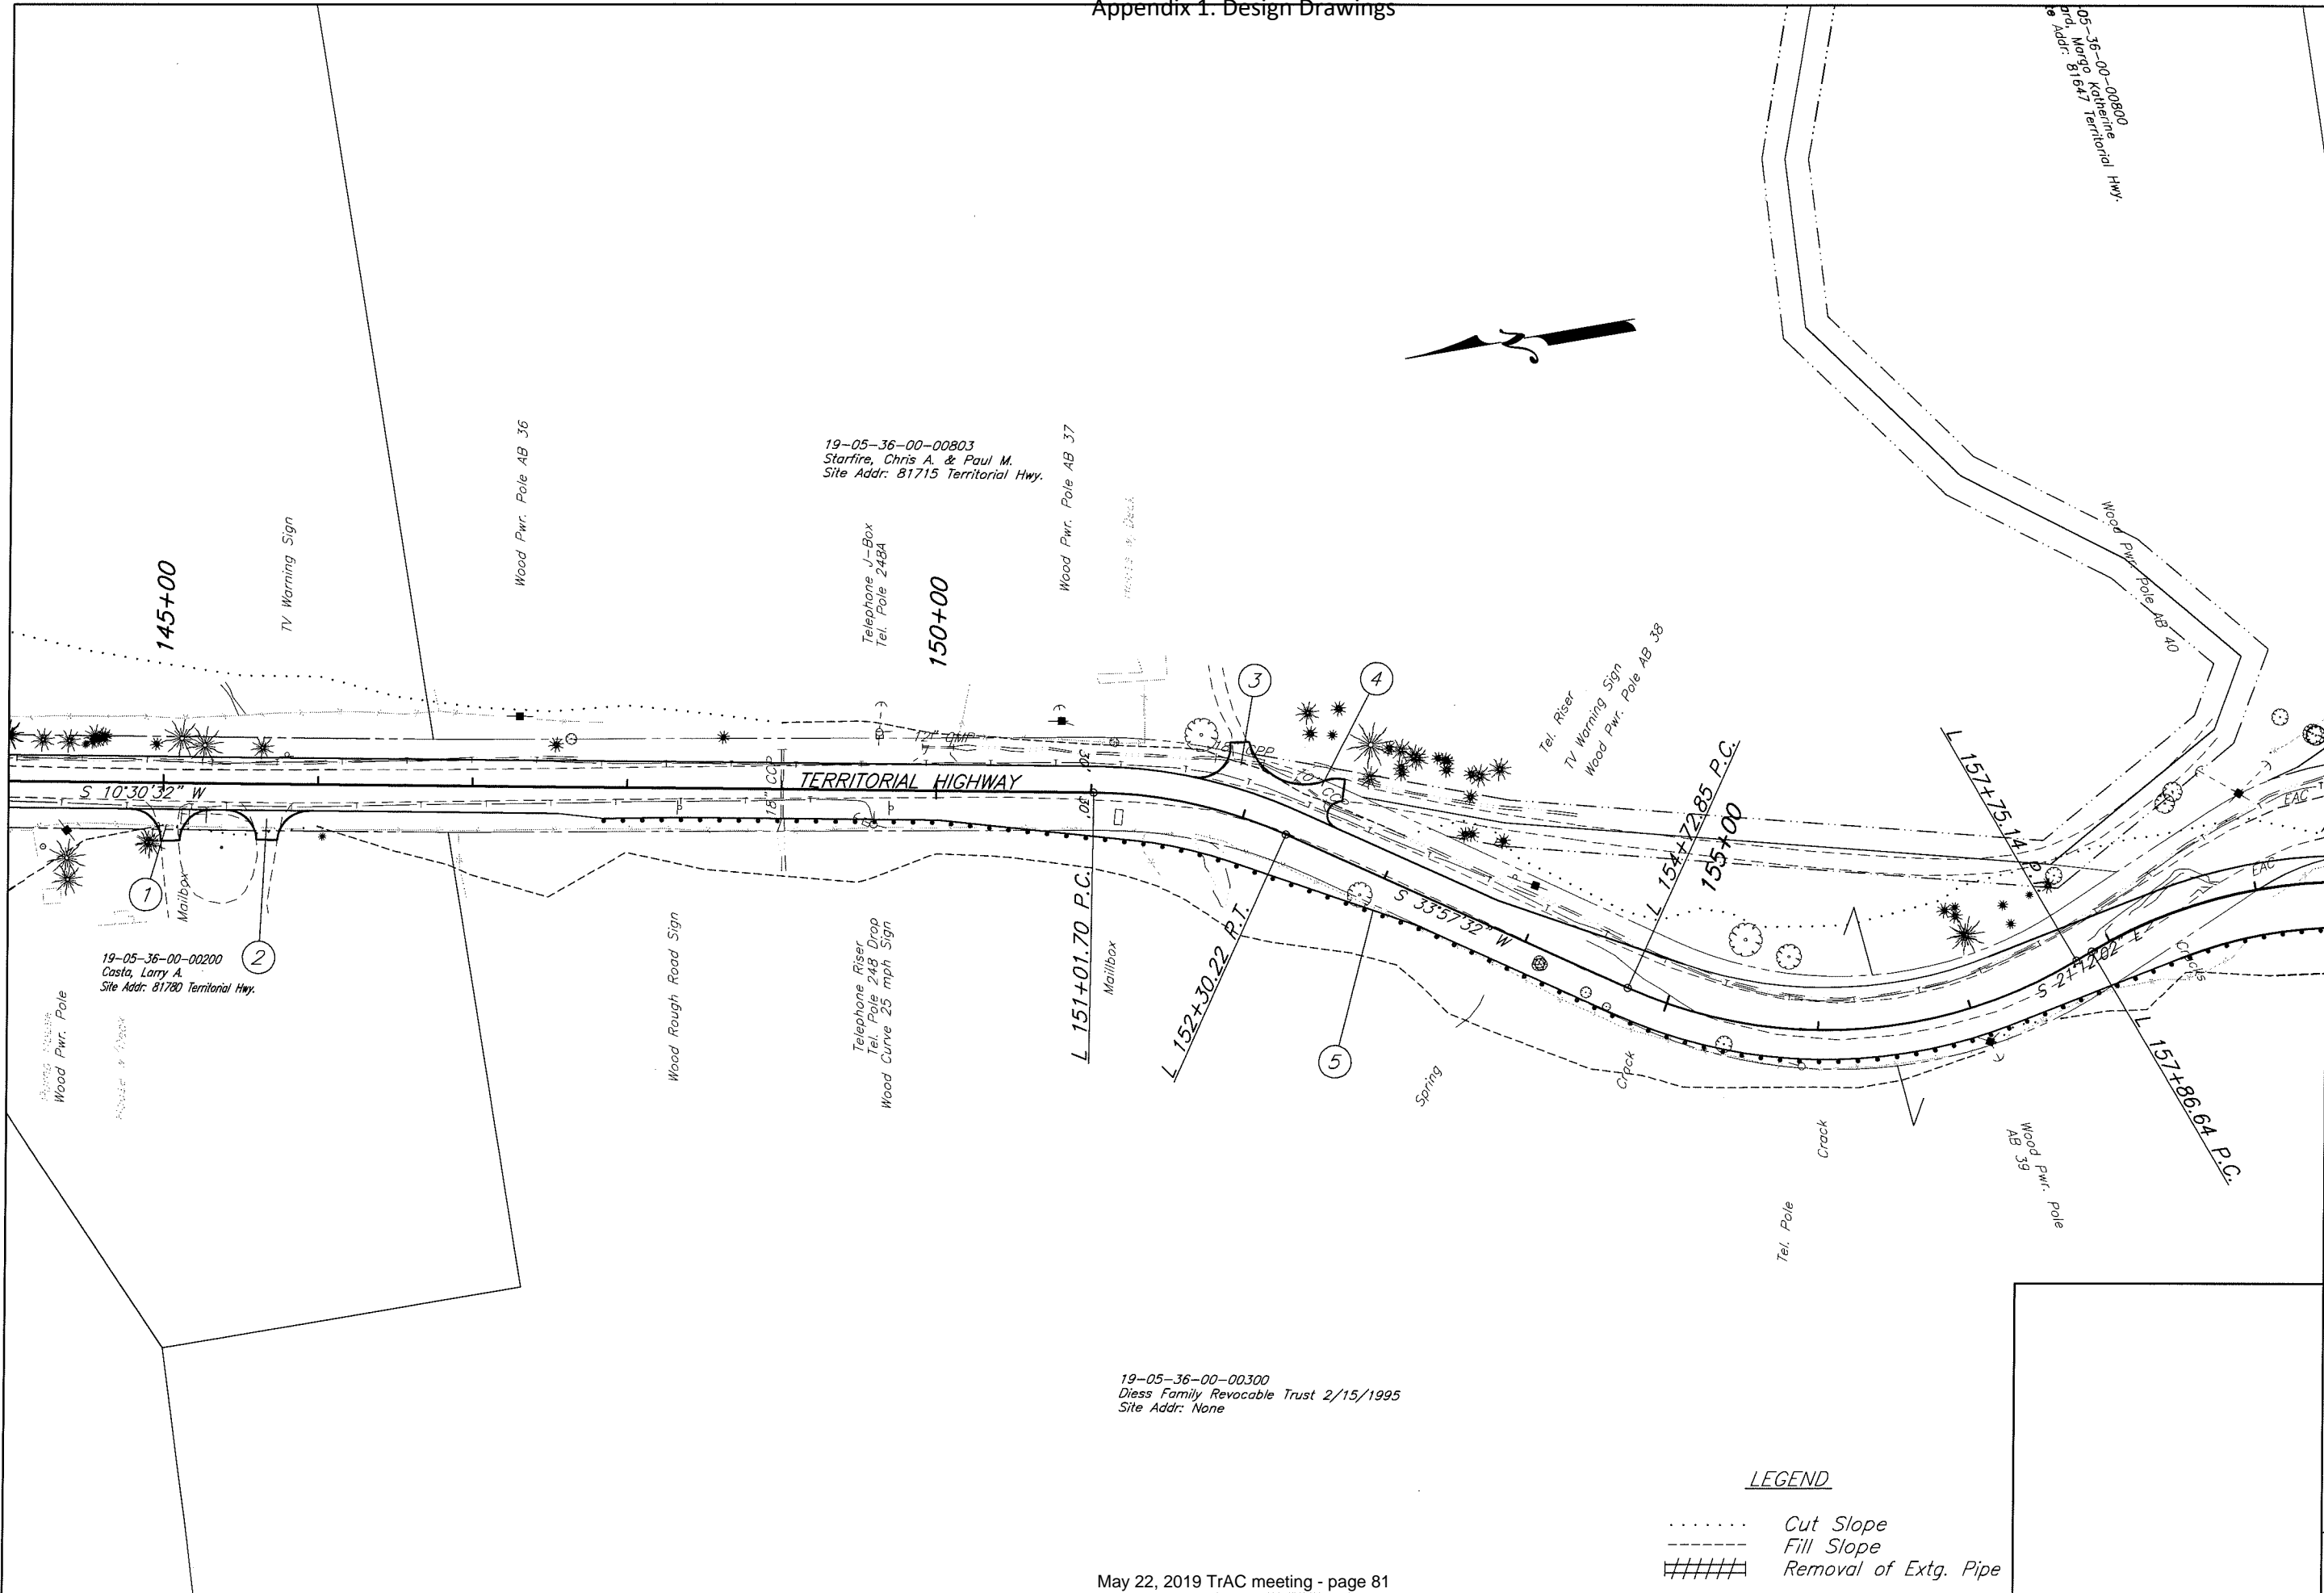 Appendix 1. Design Drawings
05-36-00-00800
ard, Margo Katherine
te Addr: 81647 Territorial Hwy.
19-05-36-00-00803
Starfire, Chris A. & Paul M.
Site Addr: 81715 Territorial Hwy.
145+00
TV Warning Sign
Wood Pwr. Pole AB 36
Telephone J-Box
Tel. Pole 248A
150+00
Wood Pwr. Pole AB 37
Tel. Riser
TV Warning Sign
Wood Pwr. Pole AB 38
Wood Pwr. Pole AB 40
3
4
12" CMP
CPP
18" CCP
TERRITORIAL HIGHWAY
30'
30'
S 10°30'32" W
L 154+72.85 P.C.
155+00
L 157+75.14 P.T.
EAC
EAC
1
Mailbox
2
19-05-36-00-00200
Casta, Larry A.
Site Addr: 81780 Territorial Hwy.
Wood Pwr. Pole
Wood Rough Road Sign
Telephone Riser
Tel. Pole 248 Drop
Wood Curve 25 mph Sign
L 151+01.70 P.C.
Mailbox
L 152+30.22 P.T.
S 33°57'32" W
5
Spring
Crack
Tel. Pole
Crack
S 21°12'02" E
Cracks
L 157+86.64 P.C.
Wood Pwr. Pole
AB 39
19-05-36-00-00300
Diess Family Revocable Trust 2/15/1995
Site Addr: None
LEGEND
Cut Slope
Fill Slope
Removal of Extg. Pipe
May 22, 2019 TrAC meeting - page 81